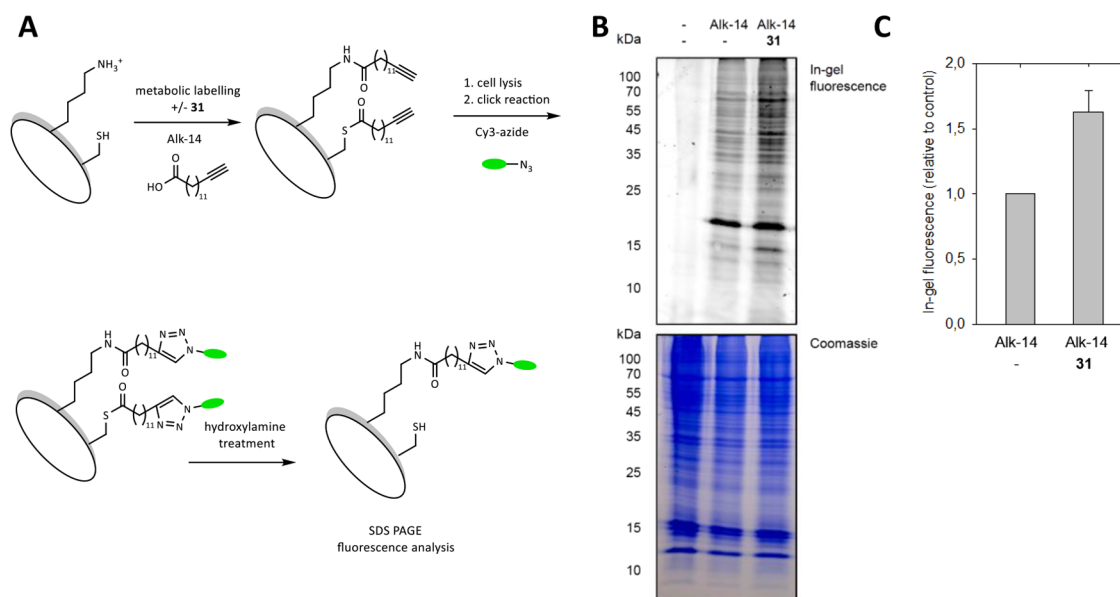 A
NH3+
SH
metabolic labelling
+/- 31
Alk-14
O
HO
11
H
N
O
11
O
S
11
1. cell lysis
2. click reaction
Cy3-azide
N3
H
N
O
11
N
N
N
O
S
11
N
N=N
hydroxylamine
treatment
H
N
O
11
N
N
N
SH
SDS PAGE
fluorescence analysis
B
- Alk-14 Alk-14
kDa - - 31
In-gel
fluorescence
100
70
55
45
35
25
15
10
kDa
Coomassie
100
70
55
45
35
25
15
10
C
In-gel fluorescence (relative to control)
2,0
1,5
1,0
0,5
0,0
Alk-14 Alk-14
- 31